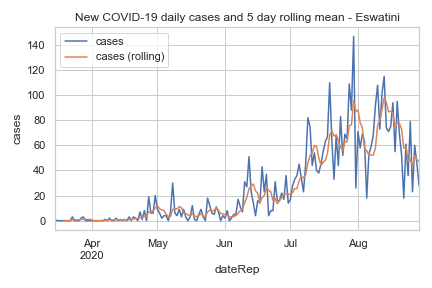 New COVID-19 daily cases and 5 day rolling mean - Eswatini
cases
cases (rolling)
cases
140
120
100
80
60
40
20
0
Apr
2020
May
Jun
Jul
Aug
dateRep